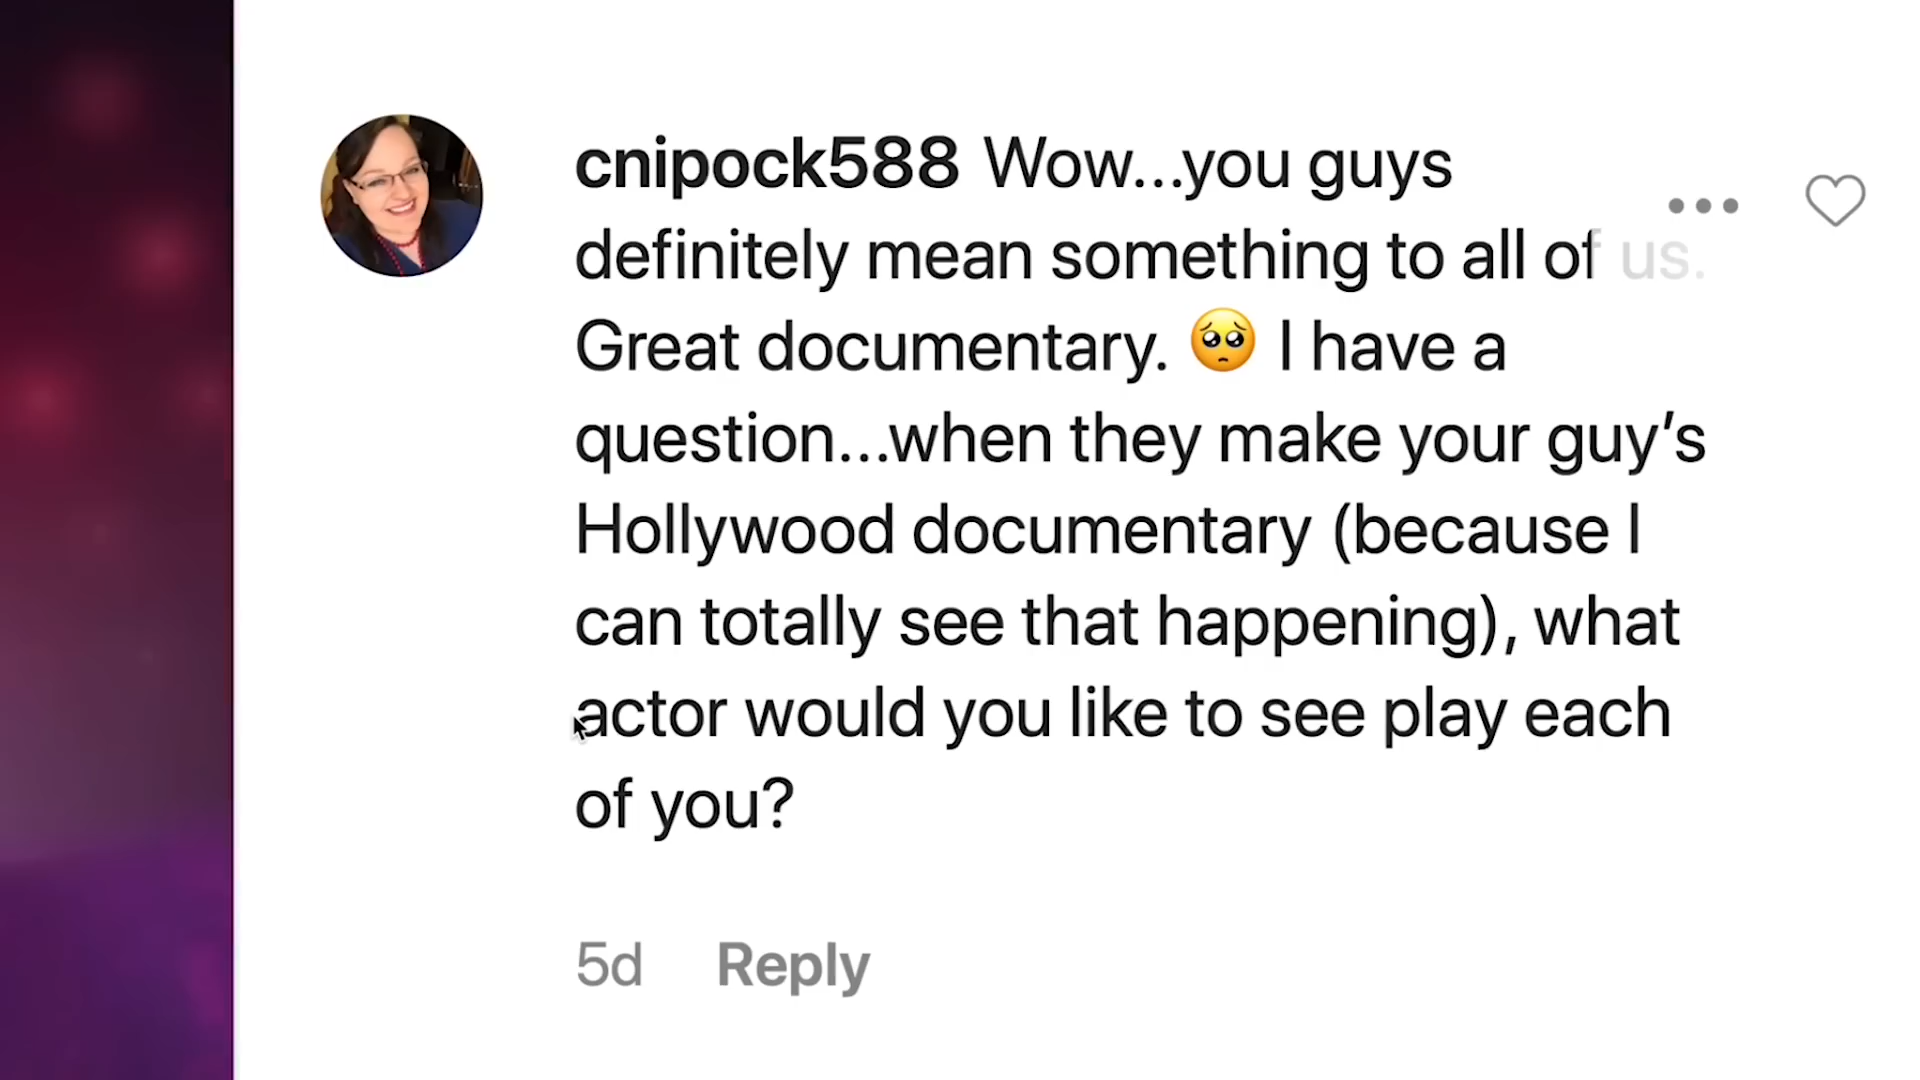 cnipock588 Wow...you guys
definitely mean something to all of us.
Great documentary. 🥺 I have a
question...when they make your guy's
Hollywood documentary (because I
can totally see that happening), what
actor would you like to see play each
of you?
5d Reply